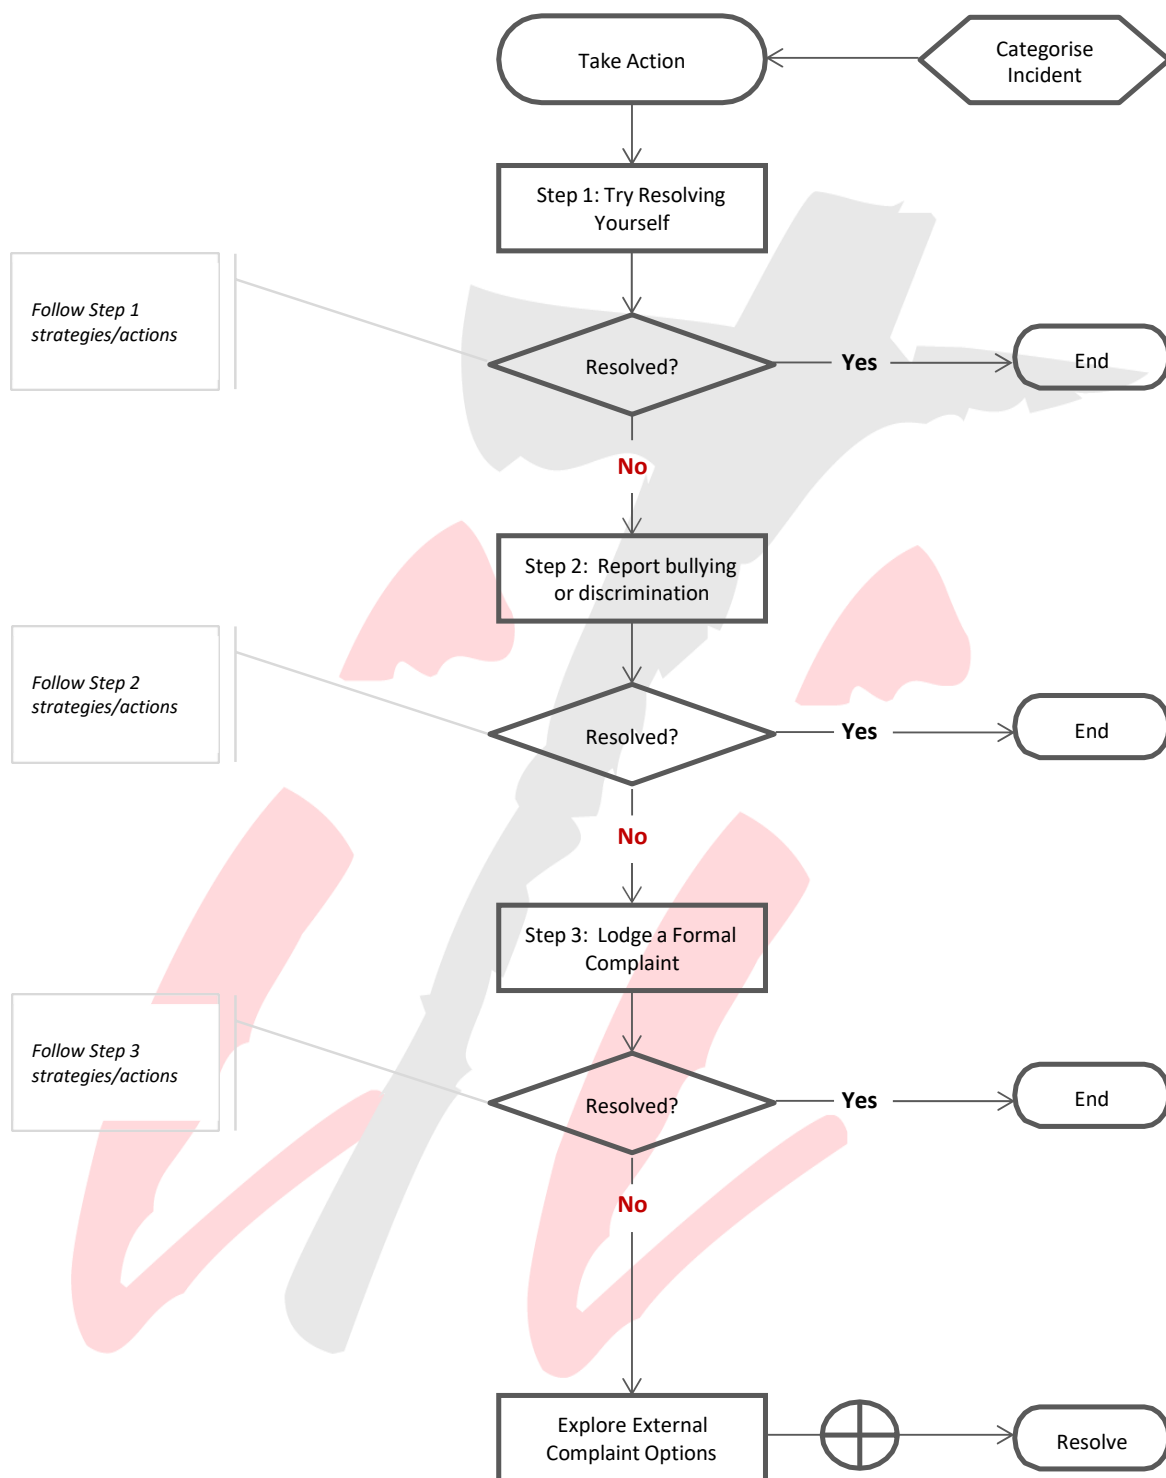 Take Action
Categorise
Incident
Step 1: Try Resolving
Yourself
Follow Step 1
strategies/actions
Resolved?
Yes
End
No
Step 2:  Report bullying
or discrimination
Follow Step 2
strategies/actions
Resolved?
Yes
End
No
Step 3:  Lodge a Formal
Complaint
Follow Step 3
strategies/actions
Resolved?
Yes
End
No
Explore External
Complaint Options
Resolve